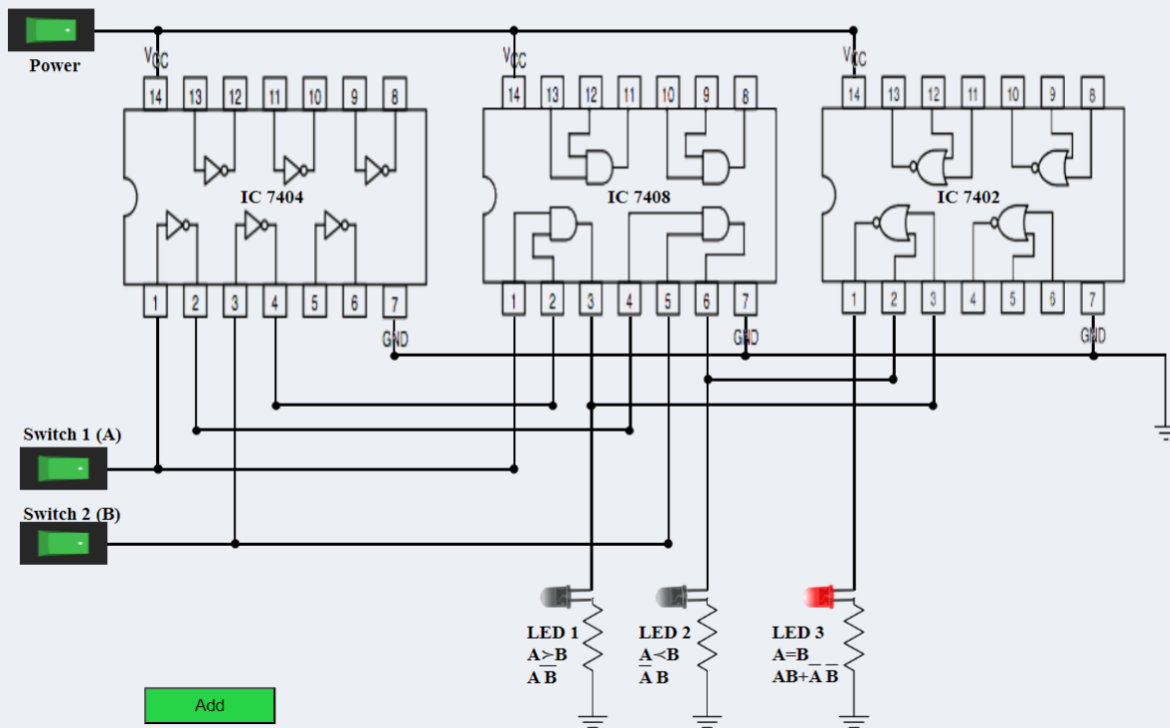 Power
VCC
VCC
VCC
14 13 12 11 10 9 8
14 13 12 11 10 9 8
14 13 12 11 10 9 8
IC 7404
IC 7408
IC 7402
1 2 3 4 5 6 7
1 2 3 4 5 6 7
1 2 3 4 5 6 7
GND
GND
GND
Switch 1 (A)
Switch 2 (B)
LED 1
A>B
A B̅
LED 2
A<B
A̅ B
LED 3
A=B
AB+A̅ B̅
Add